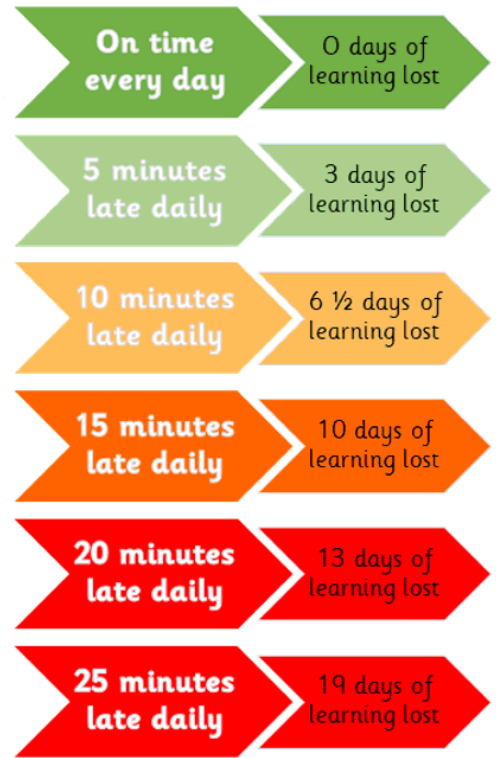 On time
every day
0 days of
learning lost
5 minutes
late daily
3 days of
learning lost
10 minutes
late daily
6 ½ days of
learning lost
15 minutes
late daily
10 days of
learning lost
20 minutes
late daily
13 days of
learning lost
25 minutes
late daily
19 days of
learning lost